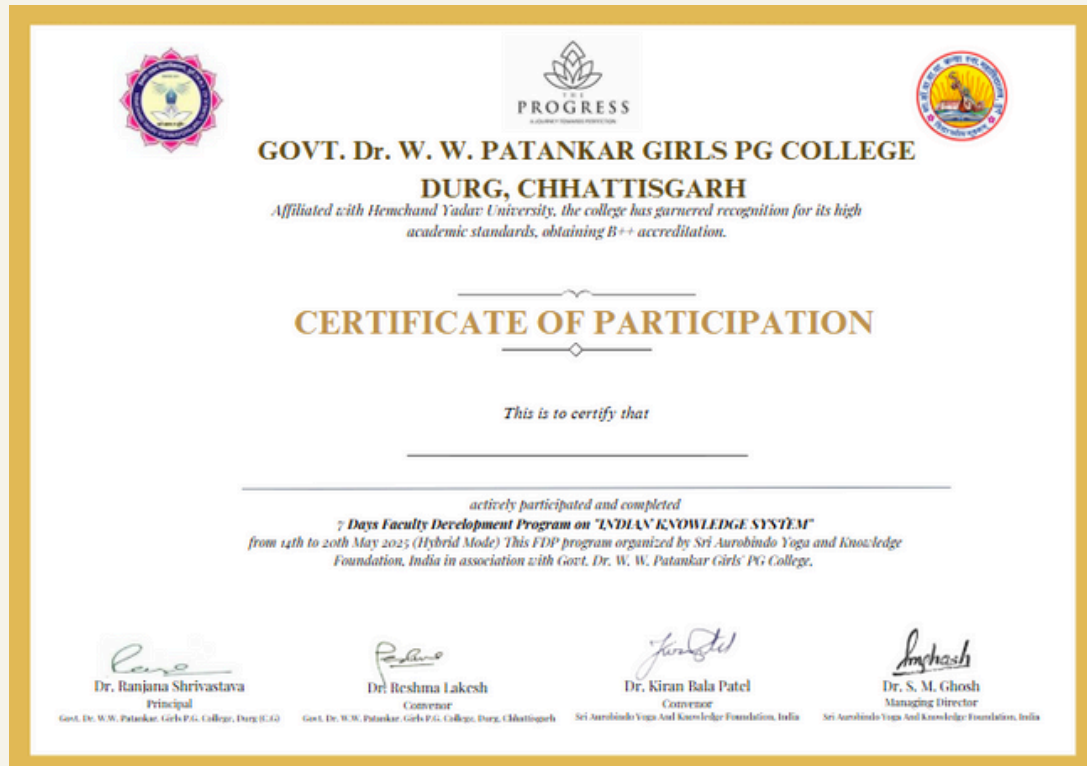 THE
PROGRESS
A JOURNEY TOWARDS PERFECTION
GOVT. Dr. W. W. PATANKAR GIRLS PG COLLEGE
DURG, CHHATTISGARH
Affiliated with Hemchand Yadav University, the college has garnered recognition for its high
academic standards, obtaining B++ accreditation.
CERTIFICATE OF PARTICIPATION
This is to certify that
actively participated and completed
7 Days Faculty Development Program on "INDIAN KNOWLEDGE SYSTEM"
from 14th to 20th May 2025 (Hybrid Mode) This FDP program organized by Sri Aurobindo Yoga and Knowledge
Foundation, India in association with Govt. Dr. W. W. Patankar Girls' PG College.
Dr. Ranjana Shrivastava
Principal
Govt. Dr. W.W. Patankar. Girls P.G. College, Durg (C.G)
Dr. Reshma Lakesh
Convenor
Govt. Dr. W.W. Patankar. Girls P.G. College, Durg, Chhattisgarh
Dr. Kiran Bala Patel
Convenor
Sri Aurobindo Yoga And Knowledge Foundation, India
Dr. S. M. Ghosh
Managing Director
Sri Aurobindo Yoga And Knowledge Foundation, India